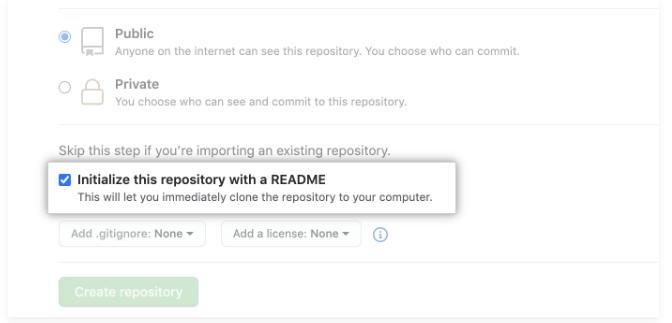 Public
Anyone on the internet can see this repository. You choose who can commit.
Private
You choose who can see and commit to this repository.
Skip this step if you're importing an existing repository.
Initialize this repository with a README
This will let you immediately clone the repository to your computer.
Add .gitignore: None Add a license: None
Create repository